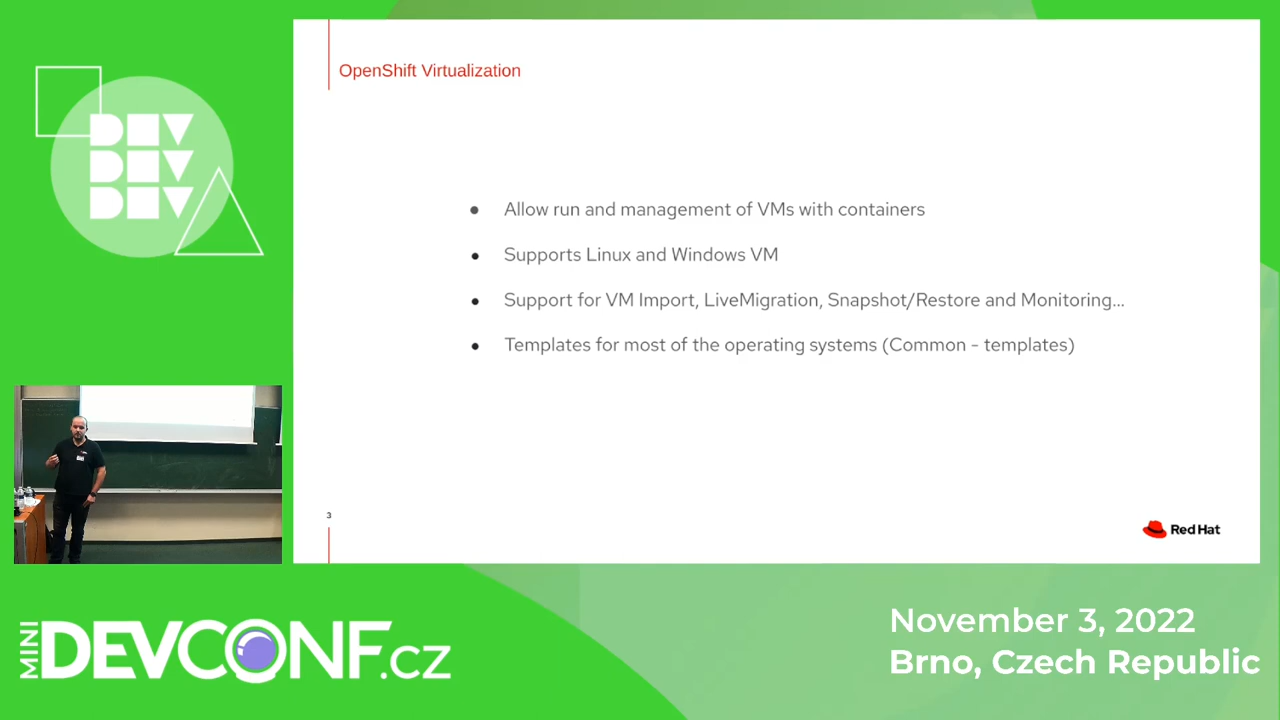 DEV
DEV
DEV
OpenShift Virtualization
● Allow run and management of VMs with containers
● Supports Linux and Windows VM
● Support for VM Import, LiveMigration, Snapshot/Restore and Monitoring...
● Templates for most of the operating systems (Common - templates)
3
Red Hat
MINI DEVCONF.cz
November 3, 2022
Brno, Czech Republic